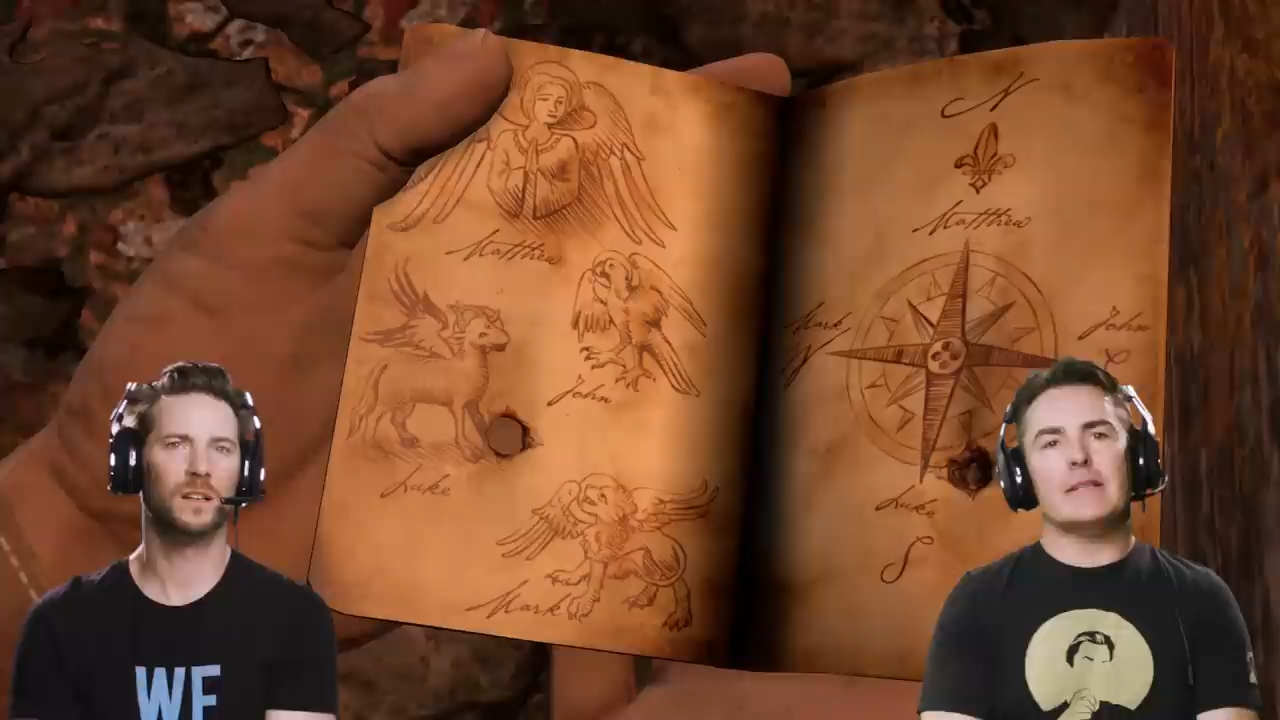 Matthew
John
Luke
Mark
N
Matthew
Mark
John
Luke
S
WE